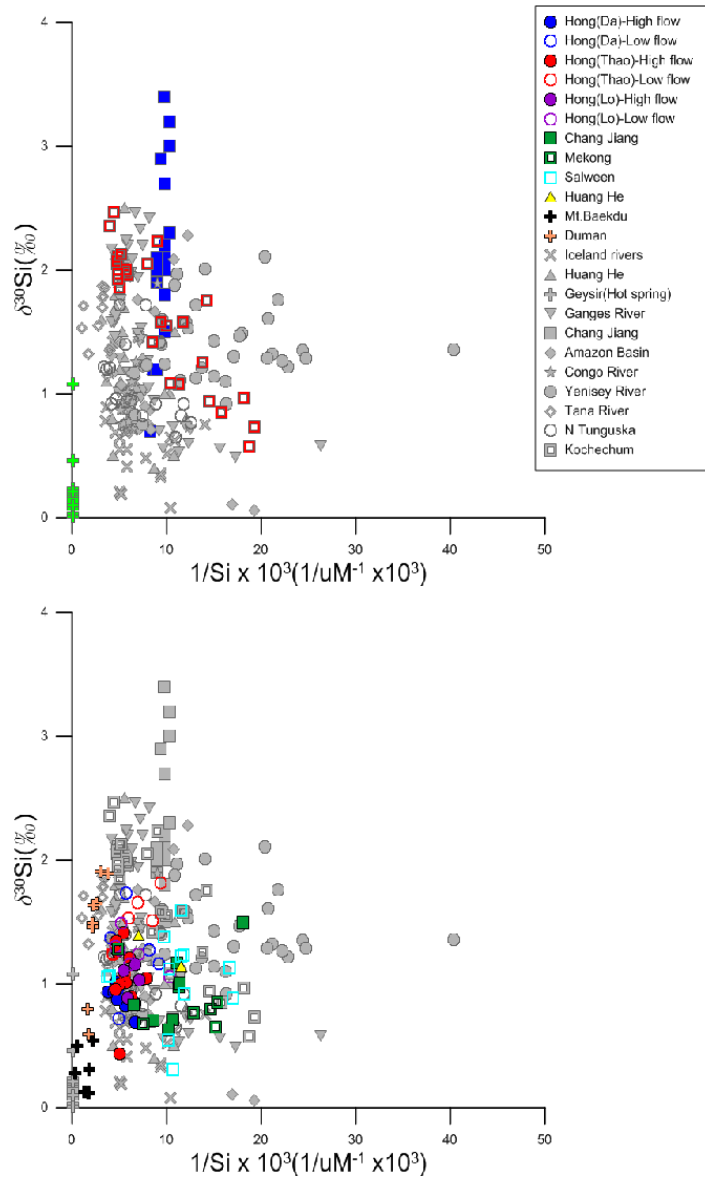 4
3
2
1
0
δ³⁰Si(‰)
0 10 20 30 40 50
1/Si x 10³(1/uM⁻¹ x10³)
Hong(Da)-High flow
Hong(Da)-Low flow
Hong(Thao)-High flow
Hong(Thao)-Low flow
Hong(Lo)-High flow
Hong(Lo)-Low flow
Chang Jiang
Mekong
Salween
Huang He
Mt.Baekdu
Duman
Iceland rivers
Huang He
Geysir(Hot spring)
Ganges River
Chang Jiang
Amazon Basin
Congo River
Yenisey River
Tana River
N Tunguska
Kochechum
4
3
2
1
0
δ³⁰Si(‰)
0 10 20 30 40 50
1/Si x 10³(1/uM⁻¹ x10³)